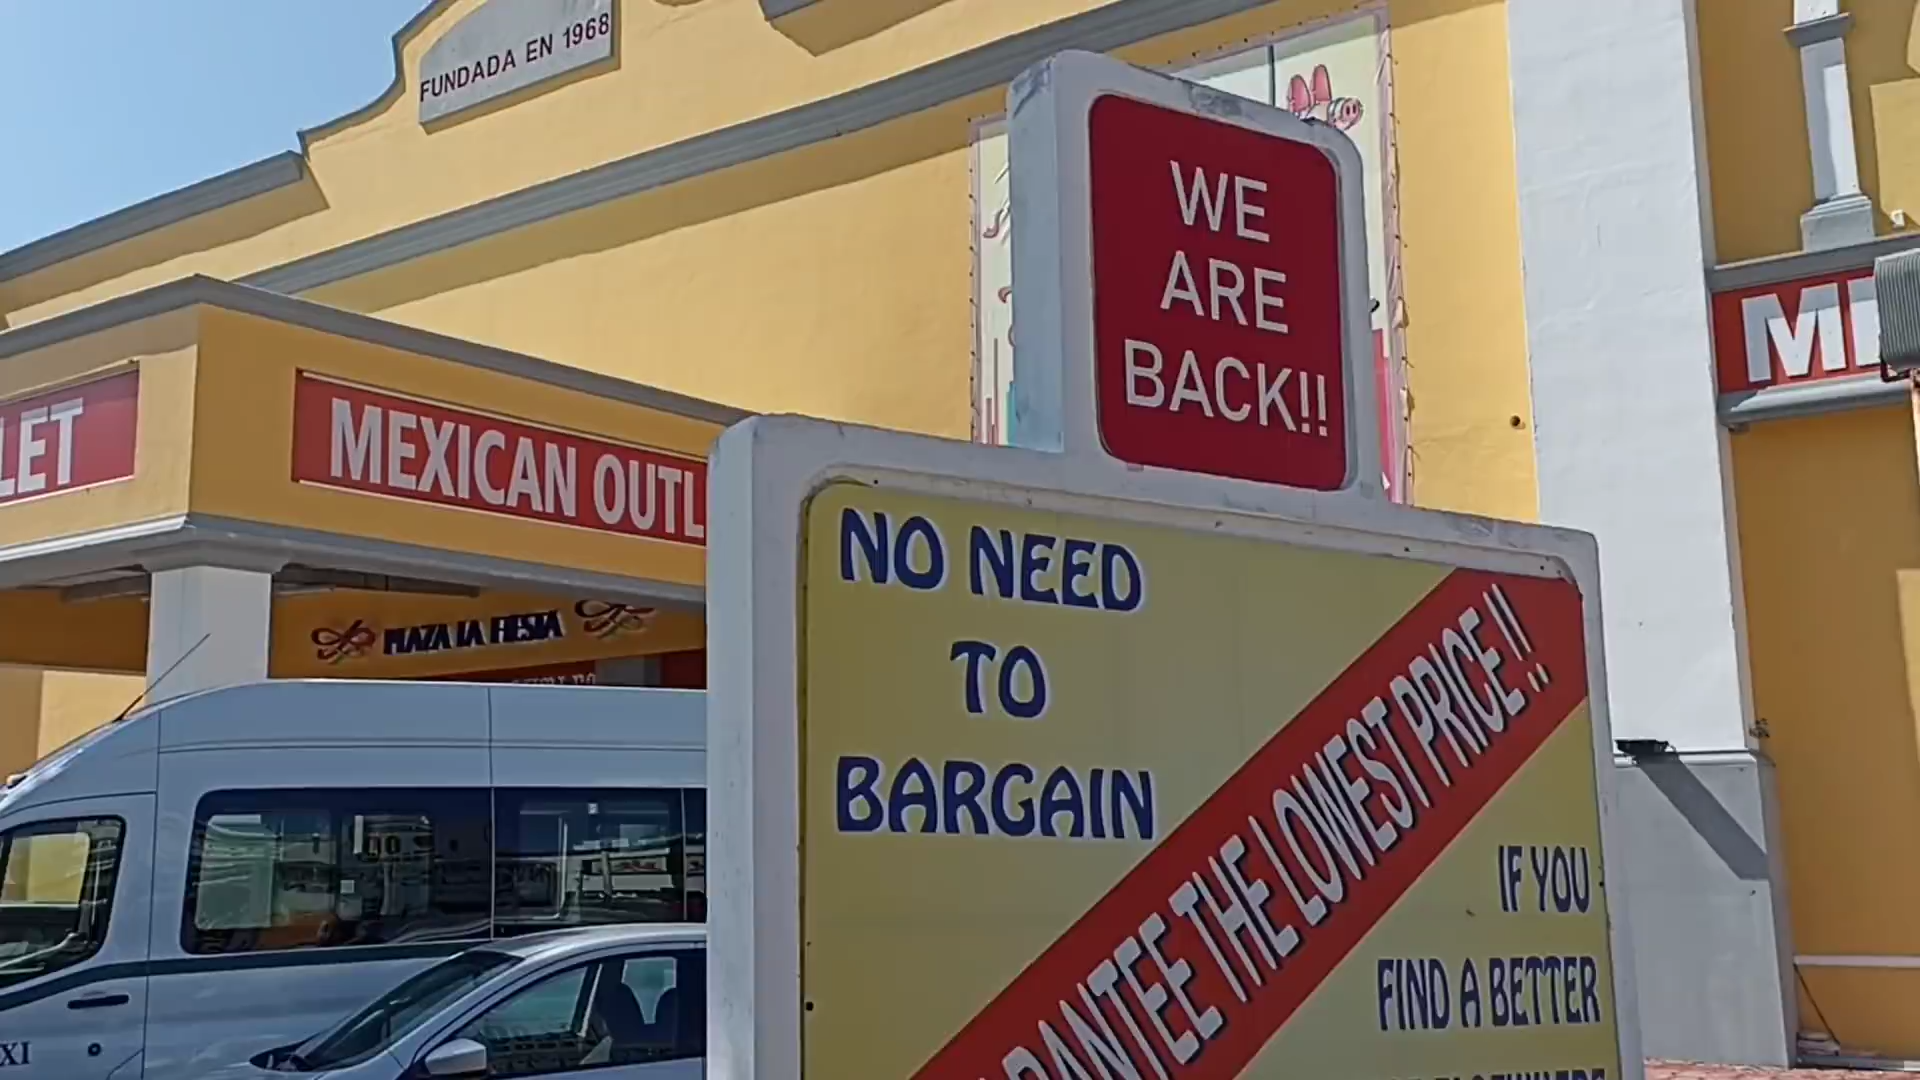 FUNDADA EN 1968
WE
ARE
BACK!!
LET
MEXICAN OUTL
PLAZA LA FIESTA
NO NEED
TO
BARGAIN
RANTEE THE LOWEST PRICE !!
IF YOU
FIND A BETTER
XI